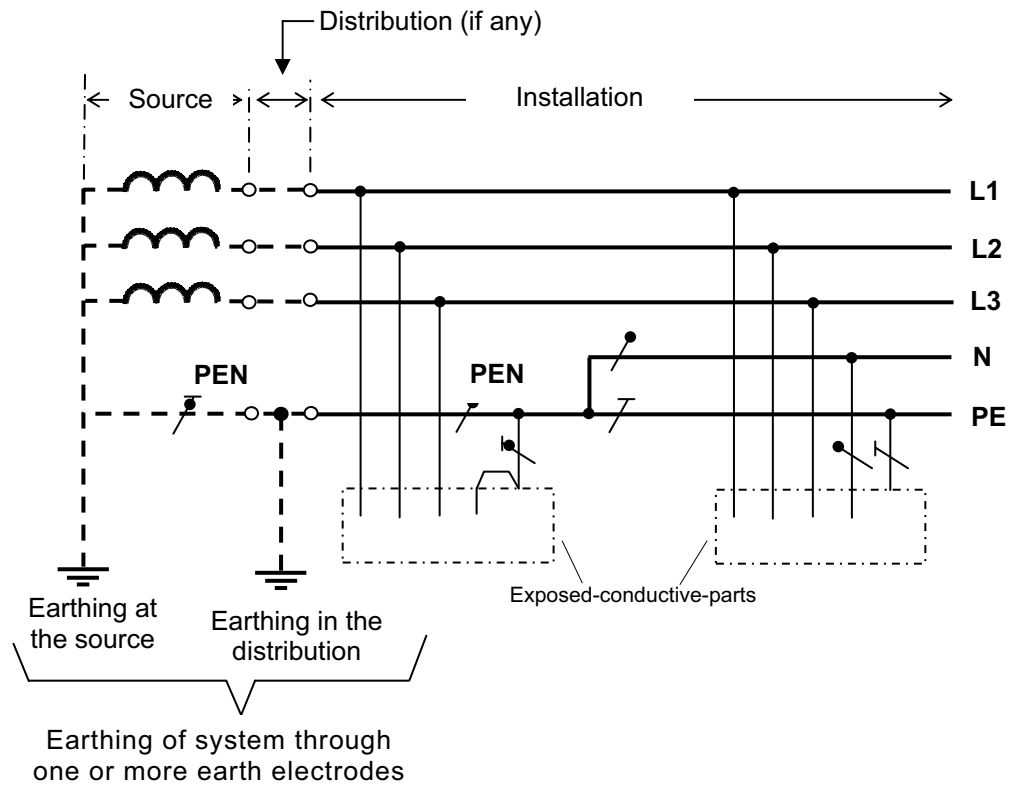 Distribution (if any)
Source
Installation
L1
L2
L3
N
PEN
PEN
PE
Exposed-conductive-parts
Earthing at
the source
Earthing in the
distribution
Earthing of system through
one or more earth electrodes